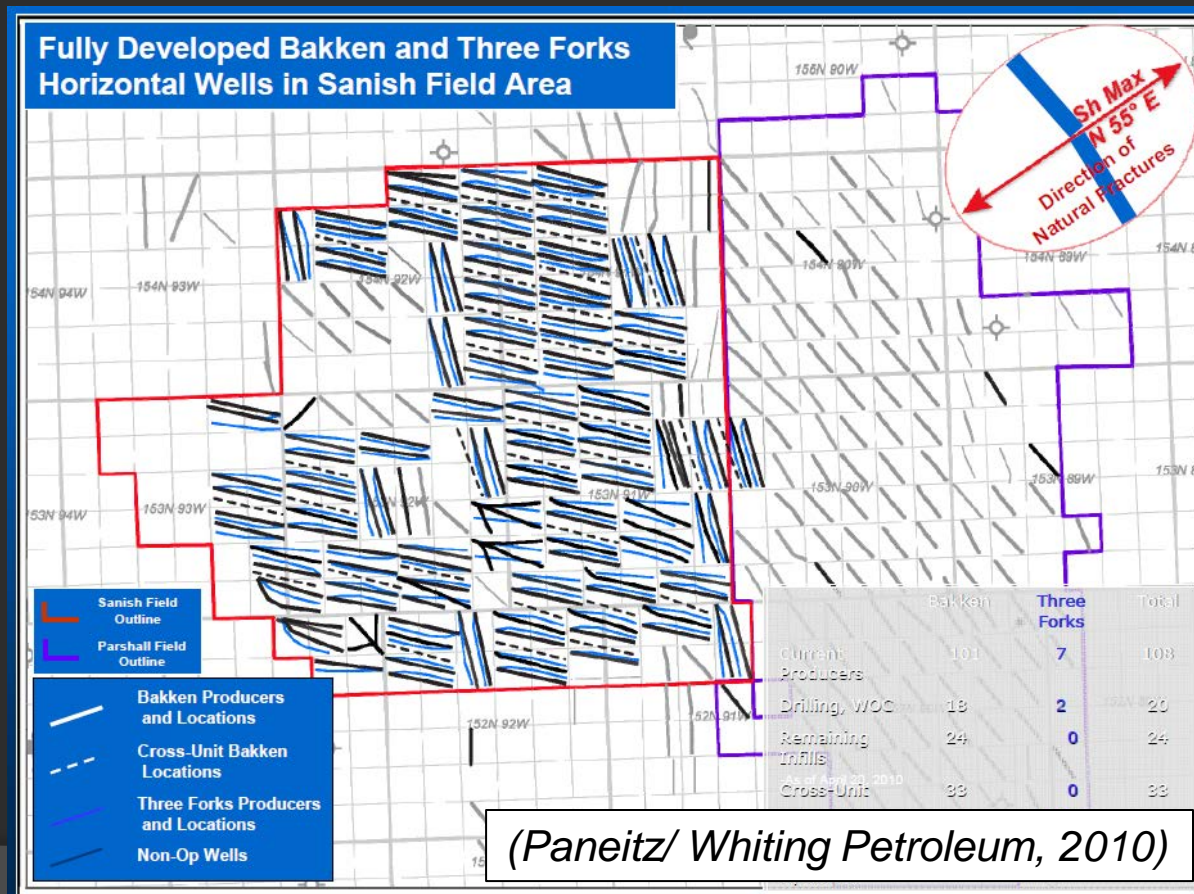 Fully Developed Bakken and Three Forks
Horizontal Wells in Sanish Field Area
155N 90W
Sh Max
N 55° E
Direction of
Natural Fractures
154N 94W
154N 93W
154N 92W
154N 90W
154N 89W
153N 94W
153N 93W
153N 91W
153N 90W
153N 89W
152N 92W
152N 91W
Sanish Field
Outline
Parshall Field
Outline
Bakken Producers
and Locations
Cross-Unit Bakken
Locations
Three Forks Producers
and Locations
Non-Op Wells
Bakken Three Total
Forks
Current 101 7 108
Producers
Drilling, WOC 18 2 20
Remaining 24 0 24
Infills
-As of April 20, 2010
Cross-Unit 33 0 33
(Paneitz/ Whiting Petroleum, 2010)